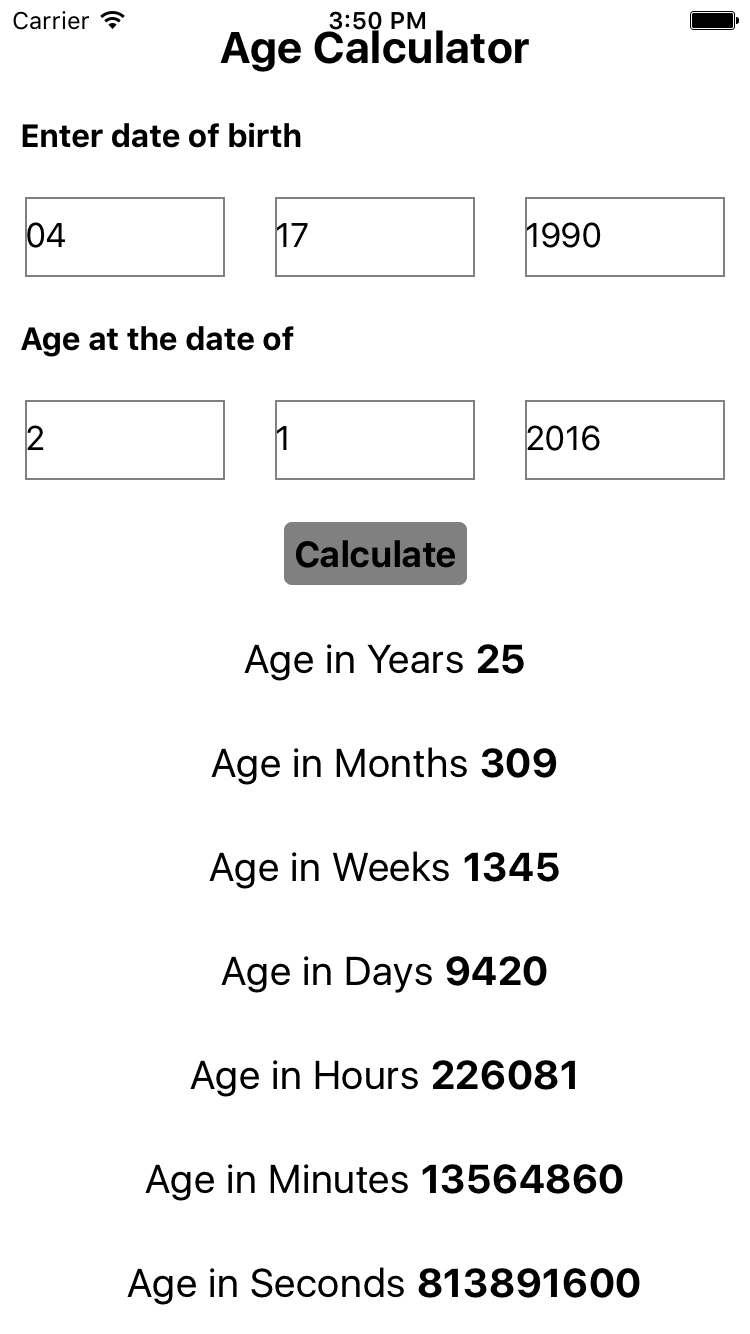 Carrier 3:50 PM
Age Calculator
Enter date of birth
04 17 1990
Age at the date of
2 1 2016
Calculate
Age in Years 25
Age in Months 309
Age in Weeks 1345
Age in Days 9420
Age in Hours 226081
Age in Minutes 13564860
Age in Seconds 813891600